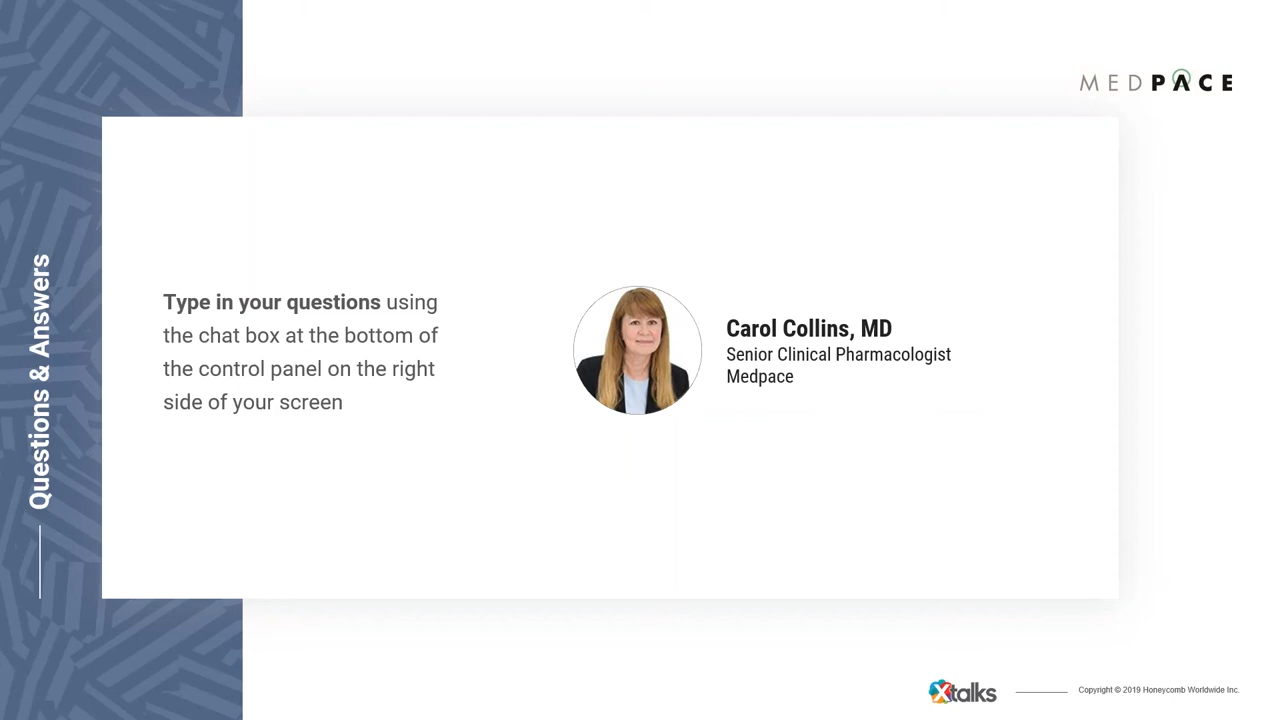 MEDPACE
Questions & Answers
Type in your questions using
the chat box at the bottom of
the control panel on the right
side of your screen
Carol Collins, MD
Senior Clinical Pharmacologist
Medpace
Xtalks
Copyright © 2019 Honeycomb Worldwide Inc.